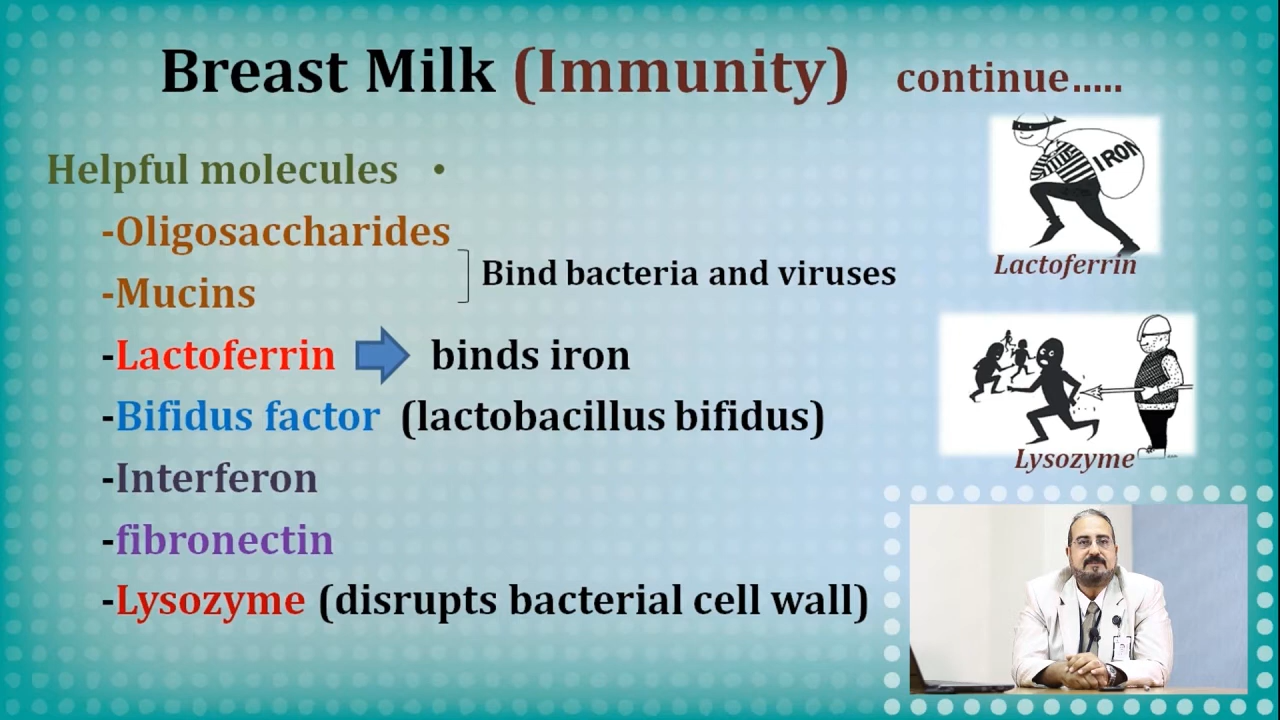 Breast Milk (Immunity) continue.....
Helpful molecules •
-Oligosaccharides
-Mucins
Bind bacteria and viruses
-Lactoferrin binds iron
-Bifidus factor (lactobacillus bifidus)
-Interferon
-fibronectin
-Lysozyme (disrupts bacterial cell wall)
IRON
Lactoferrin
Lysozyme